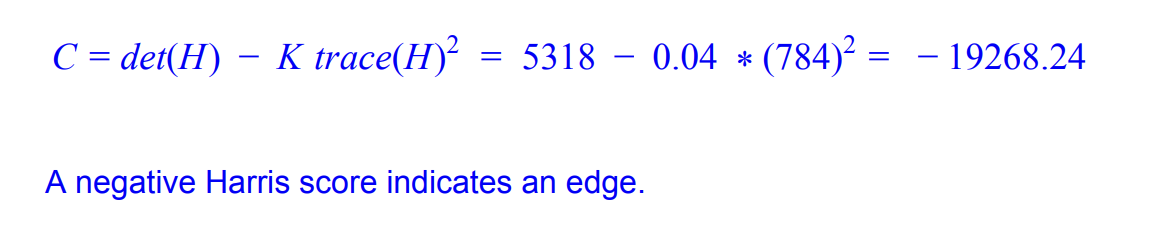 C = det(H) − K trace(H)² = 5318 − 0.04 * (784)² = − 19268.24
A negative Harris score indicates an edge.